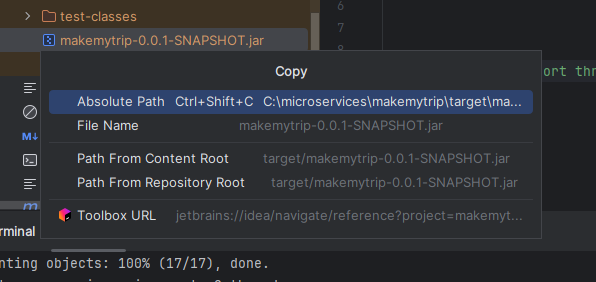 test-classes
makemytrip-0.0.1-SNAPSHOT.jar
6
7
8
ort thr
Copy
Absolute Path Ctrl+Shift+C C:\microservices\makemytrip\target\ma...
File Name makemytrip-0.0.1-SNAPSHOT.jar
Path From Content Root target/makemytrip-0.0.1-SNAPSHOT.jar
Path From Repository Root target/makemytrip-0.0.1-SNAPSHOT.jar
Toolbox URL jetbrains://idea/navigate/reference?project=makemyt...
M↓
m
rminal
nting objects: 100% (17/17), done.